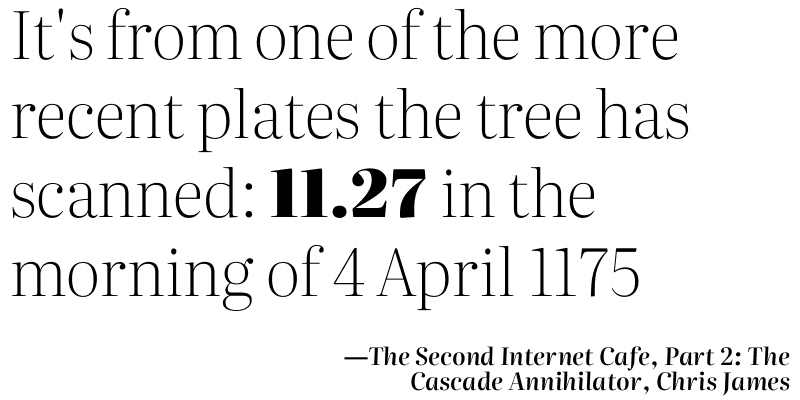 It's from one of the more
recent plates the tree has
scanned: 11.27 in the
morning of 4 April 1175
—The Second Internet Cafe, Part 2: The
Cascade Annihilator, Chris James